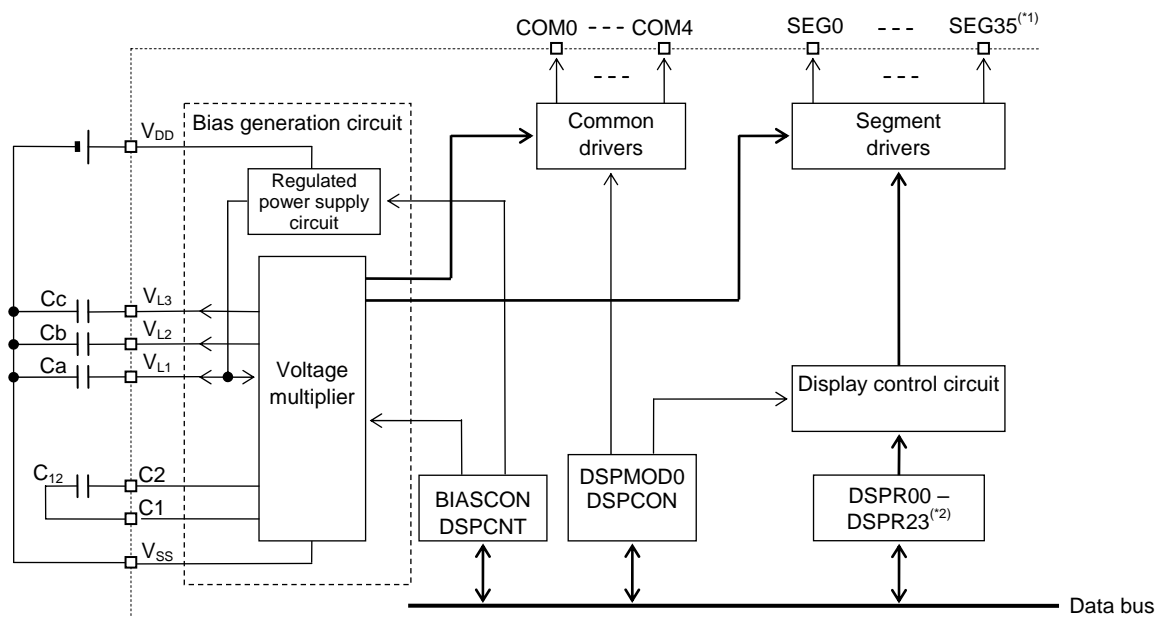 COM0 --- COM4
SEG0 --- SEG35(*1)
---
---
Bias generation circuit
VDD
Common
drivers
Segment
drivers
Regulated
power supply
circuit
Cc
VL3
Cb
VL2
Ca
VL1
Voltage
multiplier
Display control circuit
C12
C2
C1
VSS
BIASCON
DSPCNT
DSPMOD0
DSPCON
DSPR00 –
DSPR23(*2)
Data bus